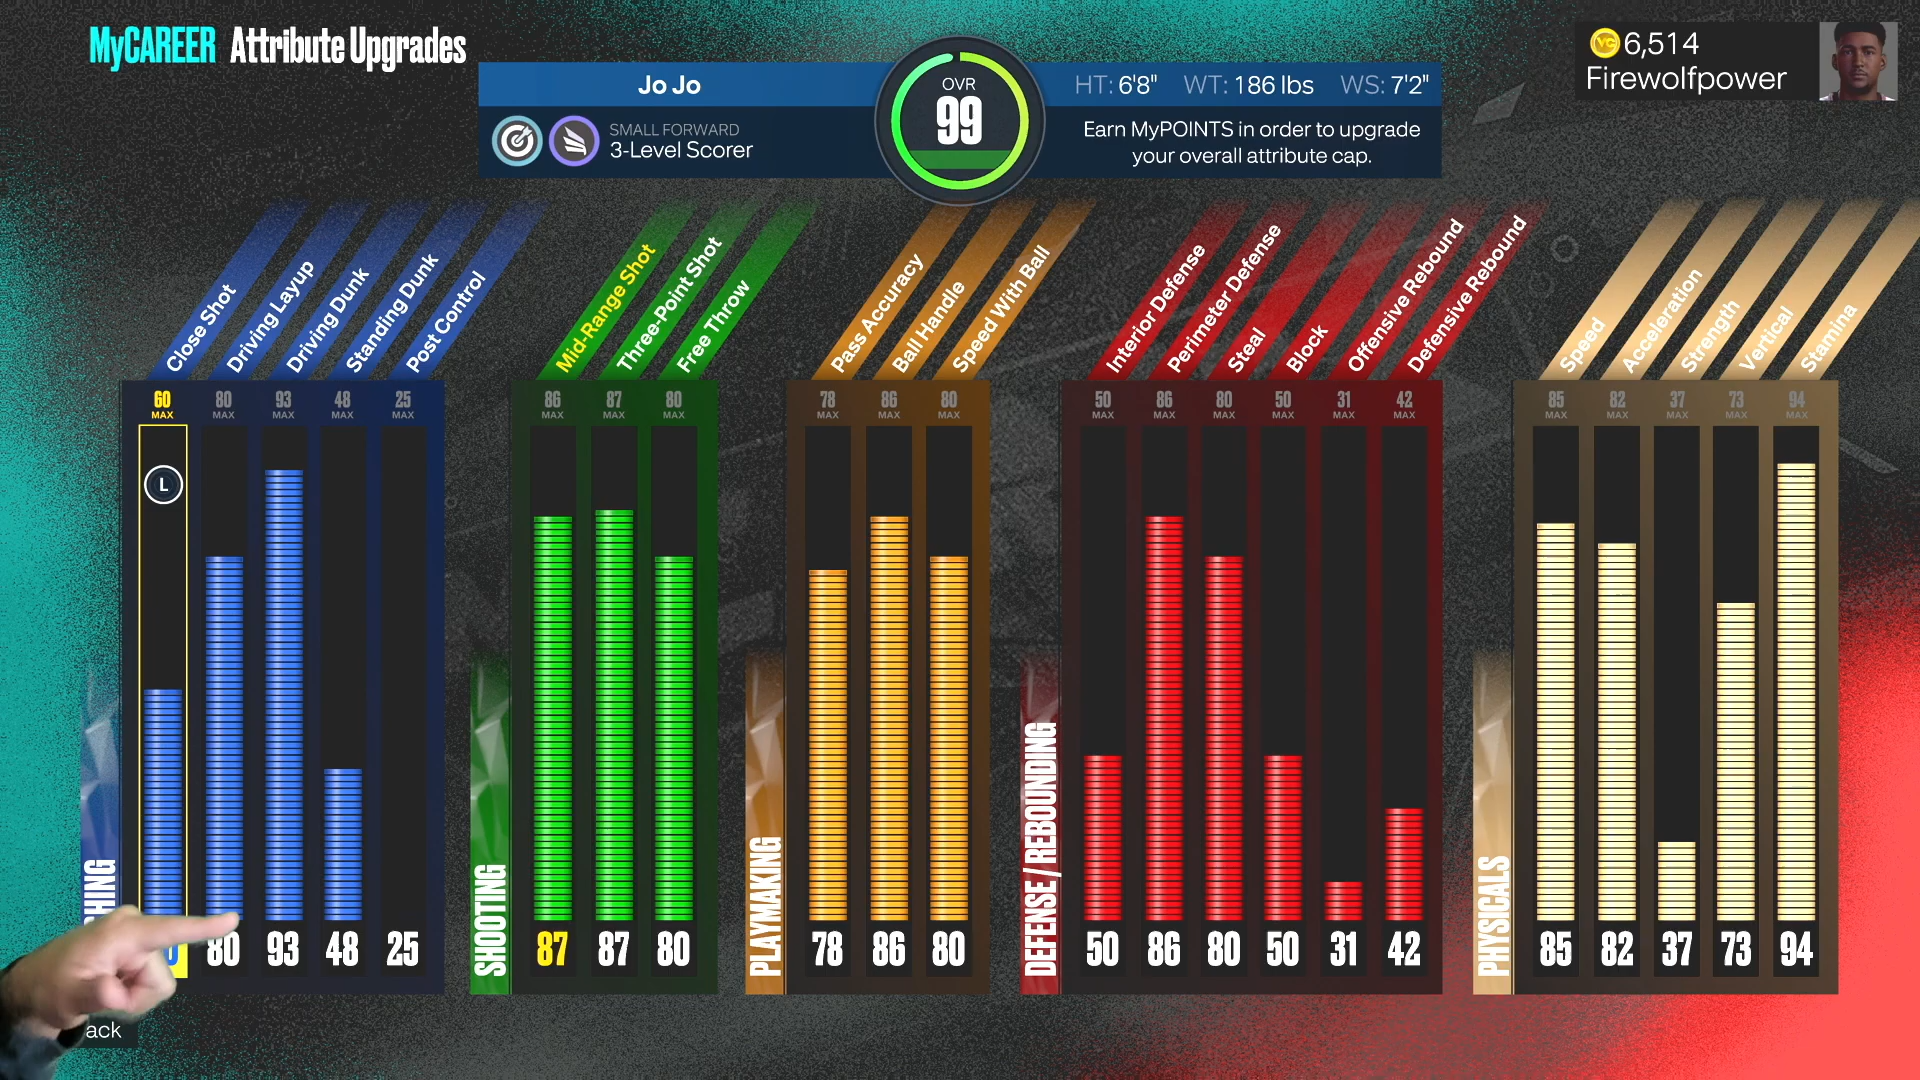 MyCAREER Attribute Upgrades
6,514
Firewolfpower
Jo Jo
SMALL FORWARD
3-Level Scorer
OVR
99
HT: 6'8" WT: 186 lbs WS: 7'2"
Earn MyPOINTS in order to upgrade
your overall attribute cap.
Close Shot
Driving Layup
Driving Dunk
Standing Dunk
Post Control
Mid-Range Shot
Three-Point Shot
Free Throw
Pass Accuracy
Ball Handle
Speed With Ball
Interior Defense
Perimeter Defense
Steal
Block
Offensive Rebound
Defensive Rebound
Speed
Acceleration
Strength
Vertical
Stamina
60 80 93 48 25 86 87 80 78 86 80 50 86 80 50 31 42 85 82 37 73 94
MAX MAX MAX MAX MAX MAX MAX MAX MAX MAX MAX MAX MAX MAX MAX MAX MAX MAX MAX MAX MAX MAX
L
SHOOTING
PLAYMAKING
DEFENSE/REBOUNDING
PHYSICALS
80 93 48 25 87 87 80 78 86 80 50 86 80 50 31 42 85 82 37 73 94